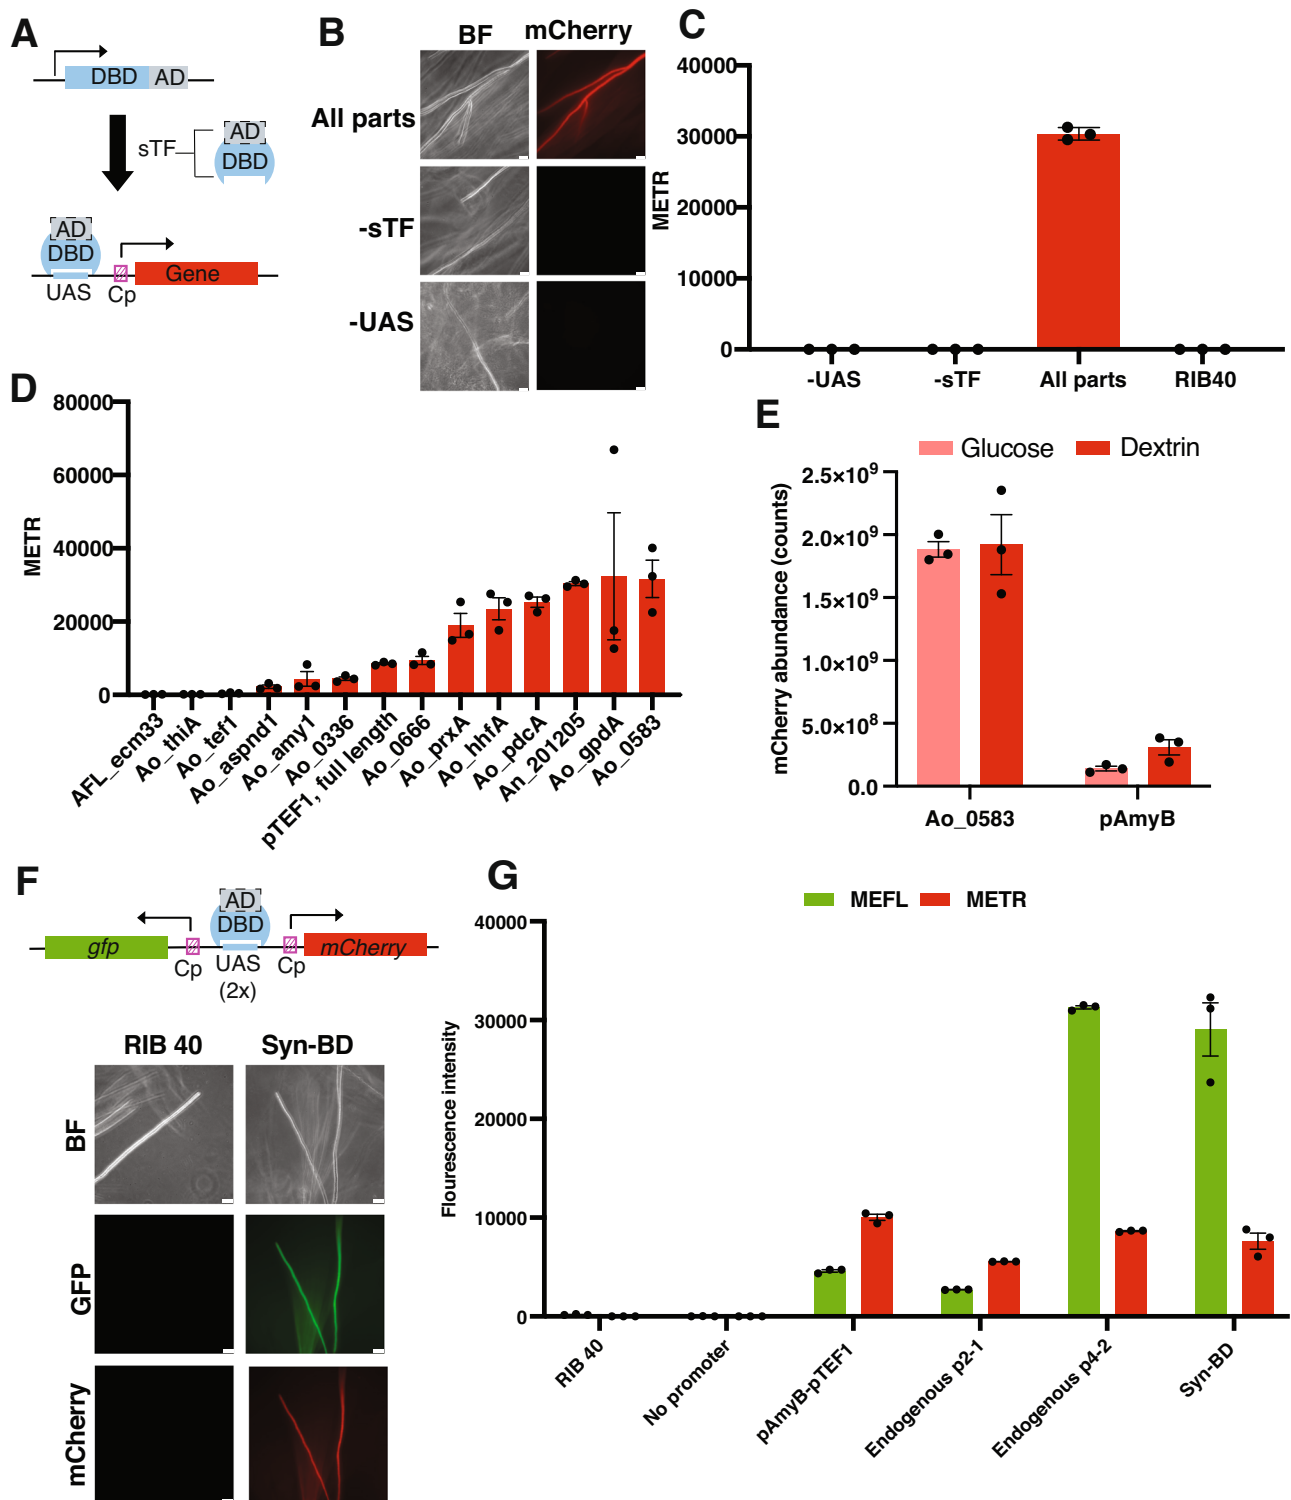 A
DBD AD
sTF
AD
DBD
AD
DBD
UAS
Cp
Gene
B
BF mCherry
All parts
-sTF
-UAS
C
METR
40000
30000
20000
10000
0
-UAS -sTF All parts RIB40
D
METR
80000
60000
40000
20000
0
AFL_ecm33
Ao_thiA
Ao_tef1
Ao_aspnd1
Ao_amy1
Ao_0336
pTEF1, full length
Ao_0666
Ao_prxA
Ao_hhfA
Ao_pdcA
An_201205
Ao_gpdA
Ao_0583
E
Glucose Dextrin
mCherry abundance (counts)
2.5×10⁹
2.0×10⁹
1.5×10⁹
1.0×10⁹
5.0×10⁸
0.0
Ao_0583 pAmyB
F
AD
DBD
gfp
Cp
UAS
(2x)
Cp
mCherry
RIB 40 Syn-BD
BF
GFP
mCherry
G
MEFL METR
Flourescence intensity
40000
30000
20000
10000
0
RIB 40
No promoter
pAmyB-pTEF1
Endogenous p2-1
Endogenous p4-2
Syn-BD